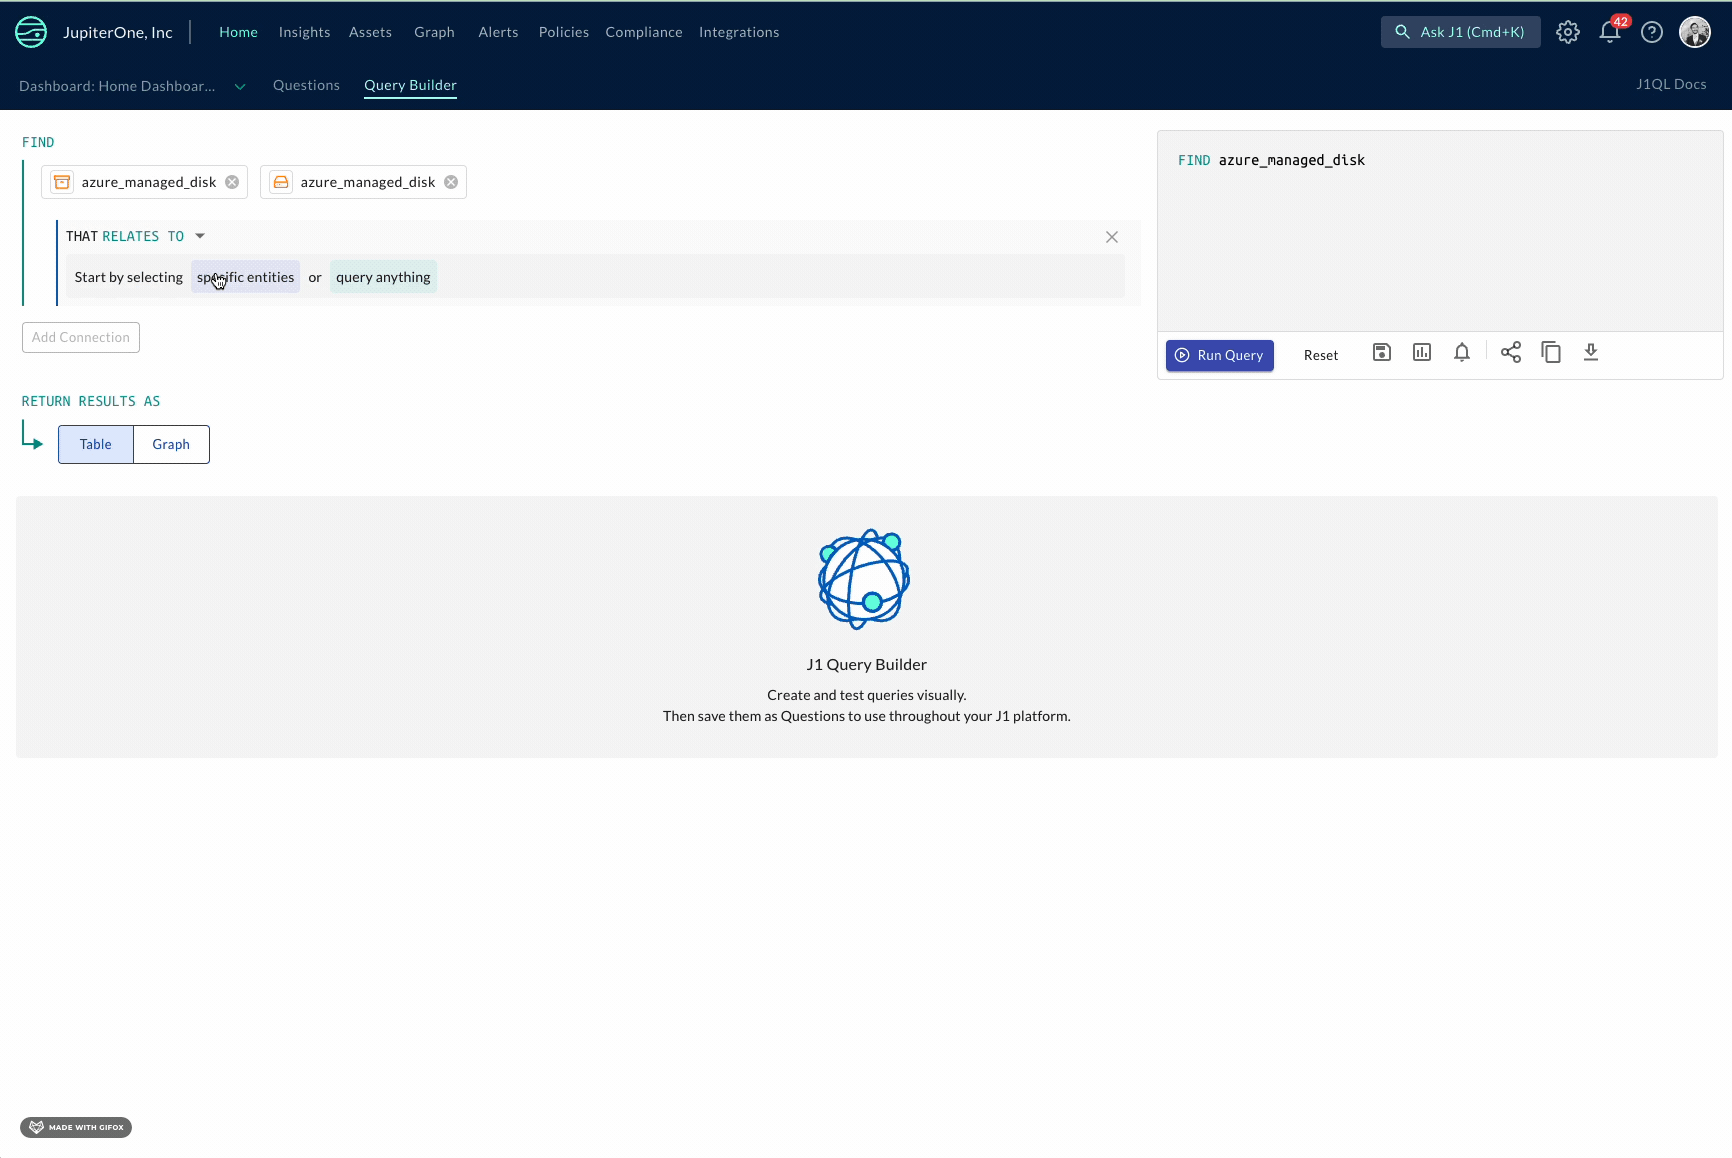 JupiterOne, Inc
Home Insights Assets Graph Alerts Policies Compliance Integrations
Ask J1 (Cmd+K)
42
Dashboard: Home Dashboar...
Questions
Query Builder
J1QL Docs
FIND
azure_managed_disk
azure_managed_disk
THAT RELATES TO
Start by selecting specific entities or query anything
Add Connection
FIND azure_managed_disk
Run Query
Reset
RETURN RESULTS AS
Table
Graph
J1 Query Builder
Create and test queries visually.
Then save them as Questions to use throughout your J1 platform.
MADE WITH GIFOX